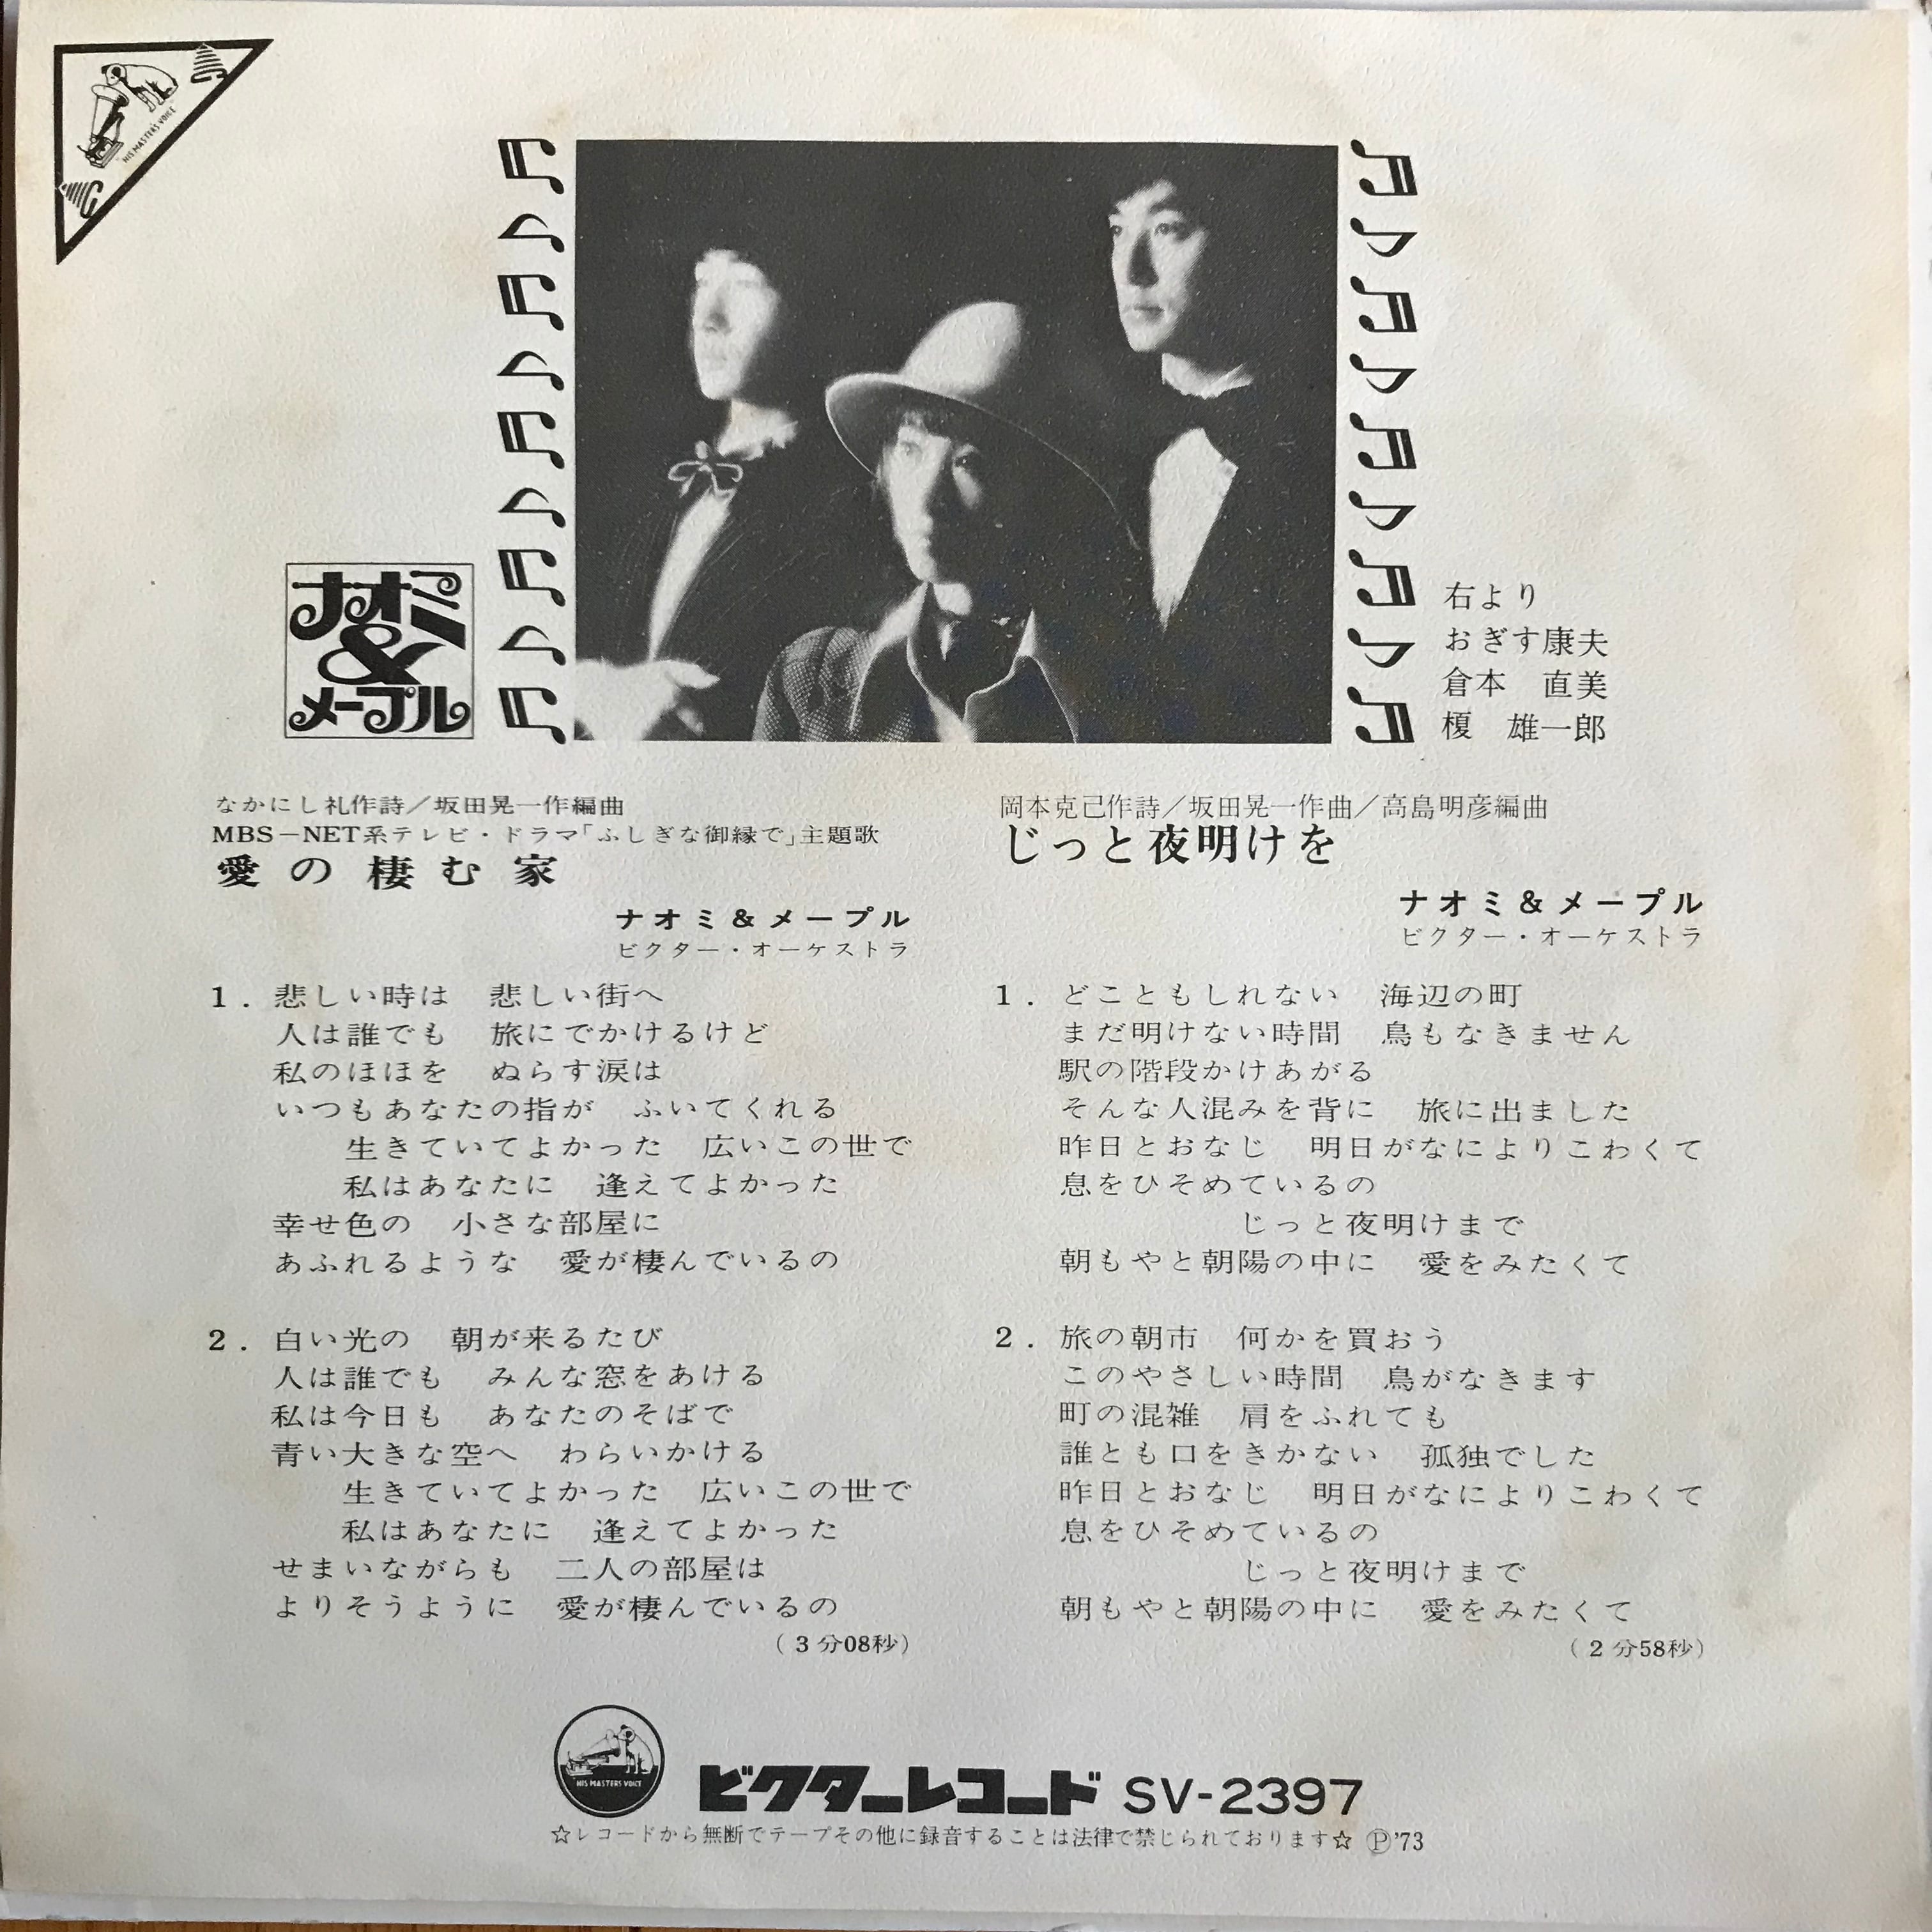 HIS MASTER'S VOICE
ナオミ
&
メープル
右より
おぎす康夫
倉本　直美
榎　雄一郎
なかにし礼作詩／坂田晃一作編曲
MBS－NET系テレビ・ドラマ「ふしぎな御縁で」主題歌
愛の棲む家
ナオミ＆メープル
ビクター・オーケストラ
1．悲しい時は　悲しい街へ
人は誰でも　旅にでかけるけど
私のほほを　ぬらす涙は
いつもあなたの指が　ふいてくれる
生きていてよかった　広いこの世で
私はあなたに　逢えてよかった
幸せ色の　小さな部屋に
あふれるような　愛が棲んでいるの
2．白い光の　朝が来るたび
人は誰でも　みんな窓をあける
私は今日も　あなたのそばで
青い大きな空へ　わらいかける
生きていてよかった　広いこの世で
私はあなたに　逢えてよかった
せまいながらも　二人の部屋は
よりそうように　愛が棲んでいるの
（3分08秒）
岡本克己作詩／坂田晃一作曲／高島明彦編曲
じっと夜明けを
ナオミ＆メープル
ビクター・オーケストラ
1．どこともしれない　海辺の町
まだ明けない時間　鳥もなきません
駅の階段かけあがる
そんな人混みを背に　旅に出ました
昨日とおなじ　明日がなによりこわくて
息をひそめているの
じっと夜明けまで
朝もやと朝陽の中に　愛をみたくて
2．旅の朝市　何かを買おう
このやさしい時間　鳥がなきます
町の混雑　肩をふれても
誰とも口をきかない　孤独でした
昨日とおなじ　明日がなによりこわくて
息をひそめているの
じっと夜明けまで
朝もやと朝陽の中に　愛をみたくて
（2分58秒）
HIS MASTERS VOICE
ビクターレコード SV-2397
☆レコードから無断でテープその他に録音することは法律で禁じられております☆ Ⓟ'73